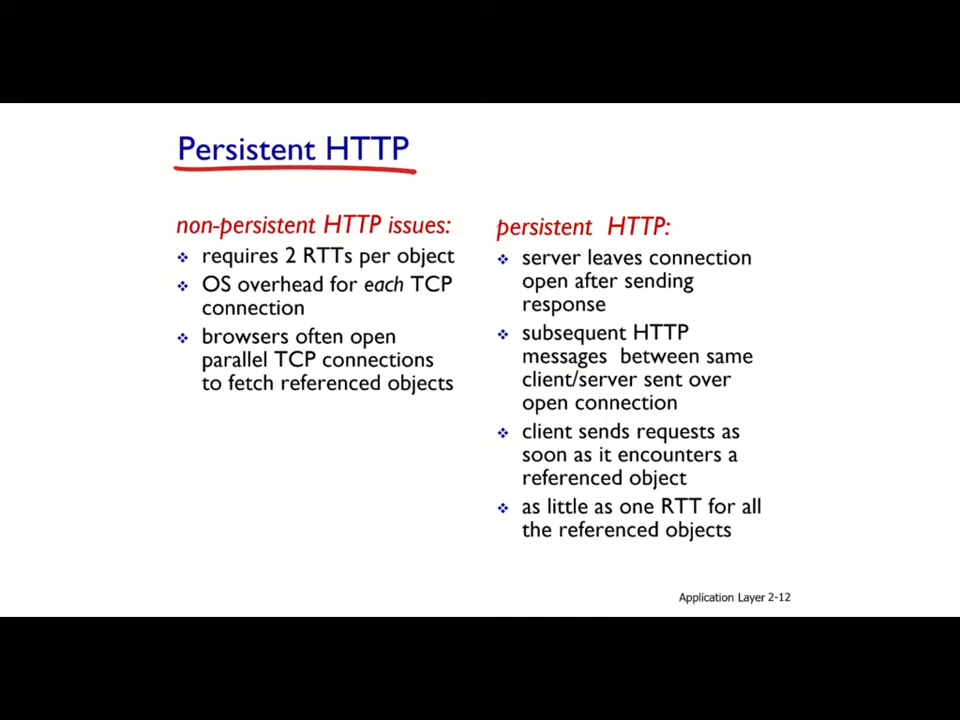 Persistent HTTP
non-persistent HTTP issues:
requires 2 RTTs per object
OS overhead for each TCP
connection
browsers often open
parallel TCP connections
to fetch referenced objects
persistent HTTP:
server leaves connection
open after sending
response
subsequent HTTP
messages between same
client/server sent over
open connection
client sends requests as
soon as it encounters a
referenced object
as little as one RTT for all
the referenced objects
Application Layer 2-12